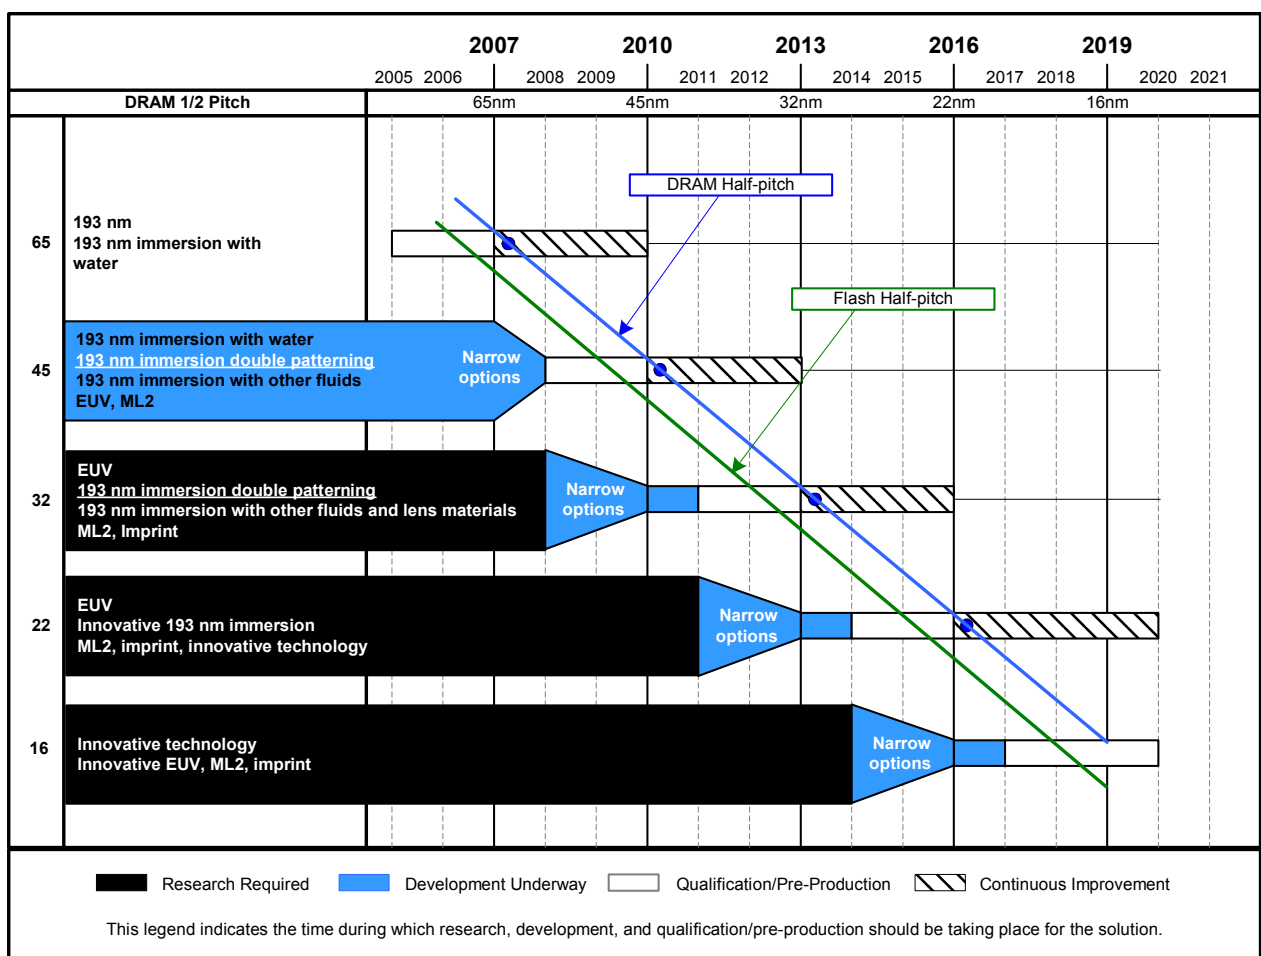 2007 2010 2013 2016 2019
2005 2006 2008 2009 2011 2012 2014 2015 2017 2018 2020 2021
DRAM 1/2 Pitch 65nm 45nm 32nm 22nm 16nm
DRAM Half-pitch
65
193 nm
193 nm immersion with
water
Flash Half-pitch
45
193 nm immersion with water
193 nm immersion double patterning
193 nm immersion with other fluids
EUV, ML2
Narrow
options
32
EUV
193 nm immersion double patterning
193 nm immersion with other fluids and lens materials
ML2, Imprint
Narrow
options
22
EUV
Innovative 193 nm immersion
ML2, imprint, innovative technology
Narrow
options
16
Innovative technology
Innovative EUV, ML2, imprint
Narrow
options
Research Required Development Underway Qualification/Pre-Production Continuous Improvement
This legend indicates the time during which research, development, and qualification/pre-production should be taking place for the solution.